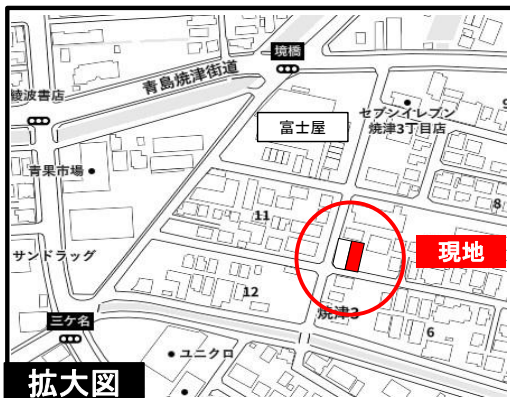 境橋
青島焼津街道
綾波書店
セブンイレブン
焼津3丁目店
富士屋
9
青果市場
8
11
サンドラッグ
現地
12
焼津3
6
三ケ名
ユニクロ
拡大図